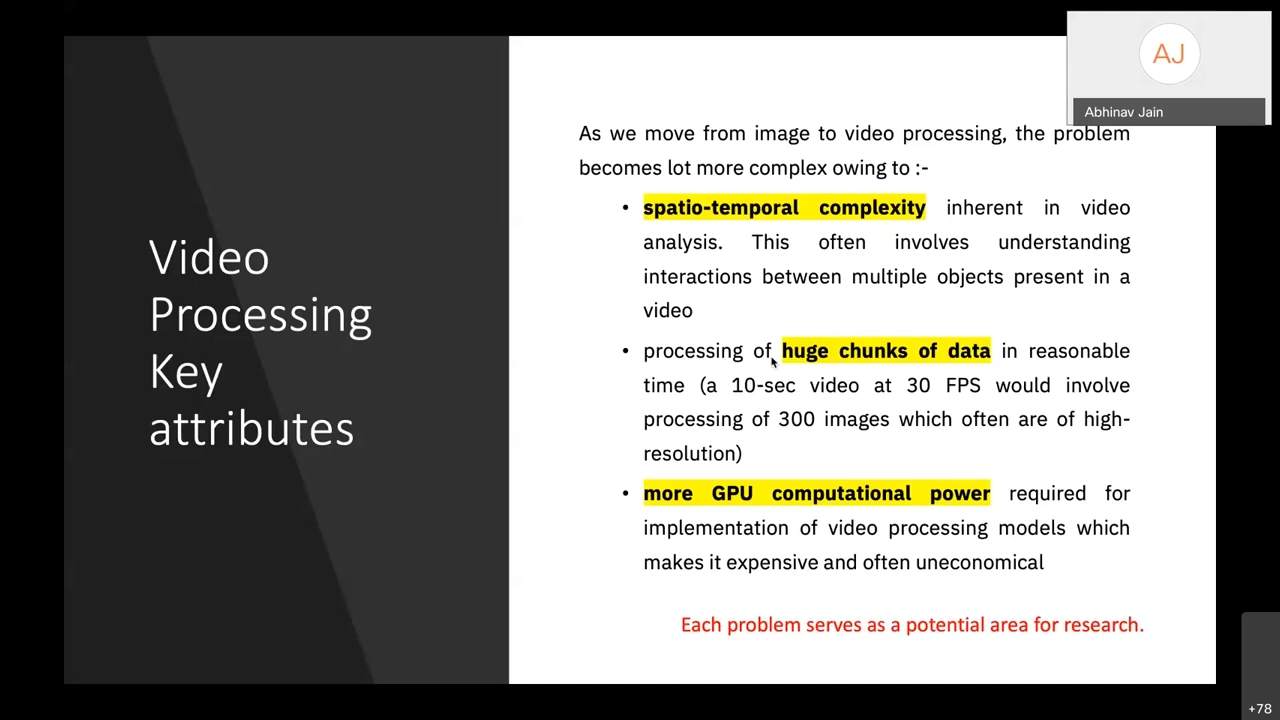 AJ
Abhinav Jain
Video
Processing
Key
attributes
As we move from image to video processing, the problem
becomes lot more complex owing to :-
• spatio-temporal complexity inherent in video
analysis. This often involves understanding
interactions between multiple objects present in a
video
• processing of huge chunks of data in reasonable
time (a 10-sec video at 30 FPS would involve
processing of 300 images which often are of high-
resolution)
• more GPU computational power required for
implementation of video processing models which
makes it expensive and often uneconomical
Each problem serves as a potential area for research.
+78